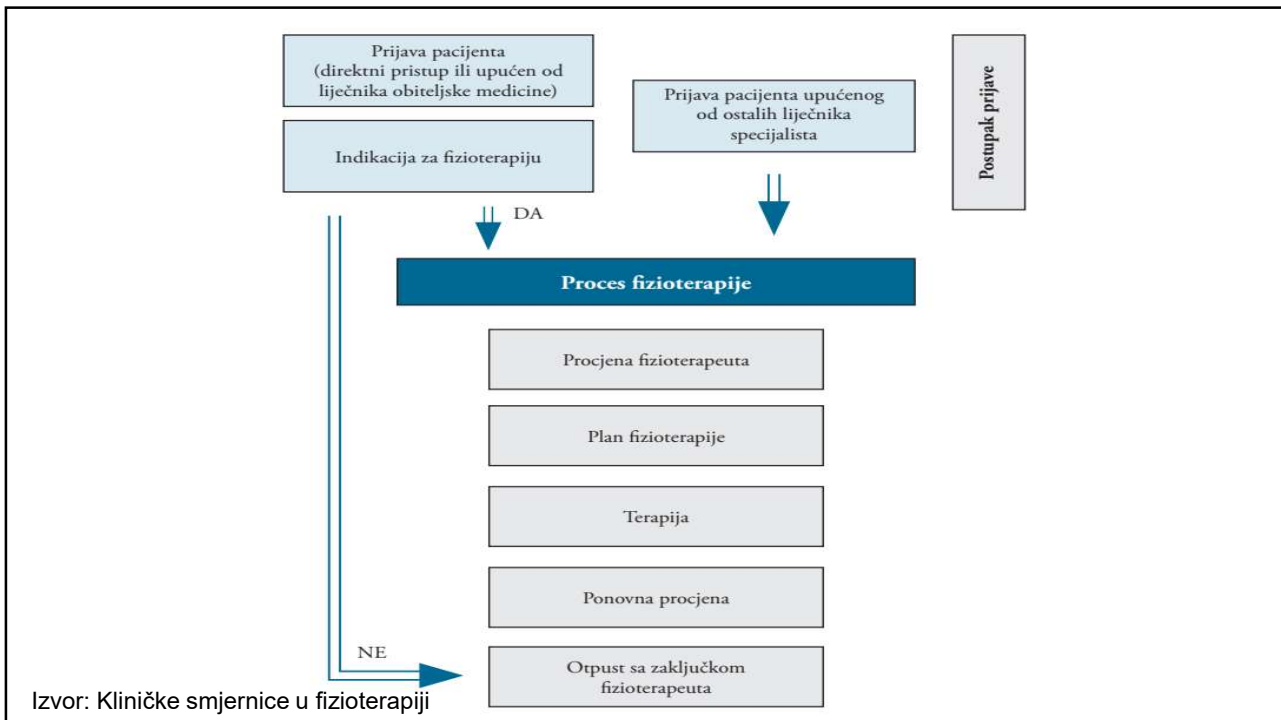 Prijava pacijenta
(direktni pristup ili upućen od
liječnika obiteljske medicine)
Prijava pacijenta upućenog
od ostalih liječnika
specijalista
Postupak prijave
Indikacija za fizioterapiju
DA
Proces fizioterapije
Procjena fizioterapeuta
Plan fizioterapije
Terapija
Ponovna procjena
NE
Otpust sa zaključkom
fizioterapeuta
Izvor: Kliničke smjernice u fizioterapiji